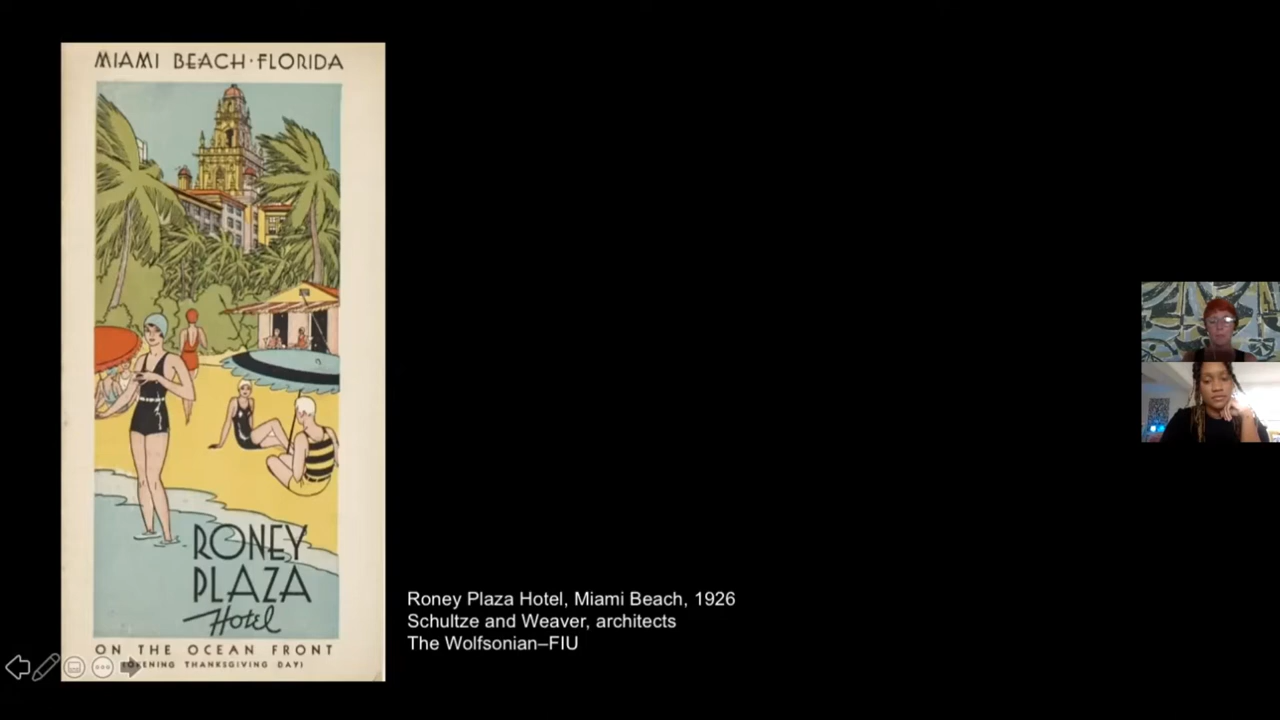 MIAMI BEACH·FLORIDA
RONEY
PLAZA
Hotel
ON THE OCEAN FRONT
(OPENING THANKSGIVING DAY)
Roney Plaza Hotel, Miami Beach, 1926
Schultze and Weaver, architects
The Wolfsonian–FIU